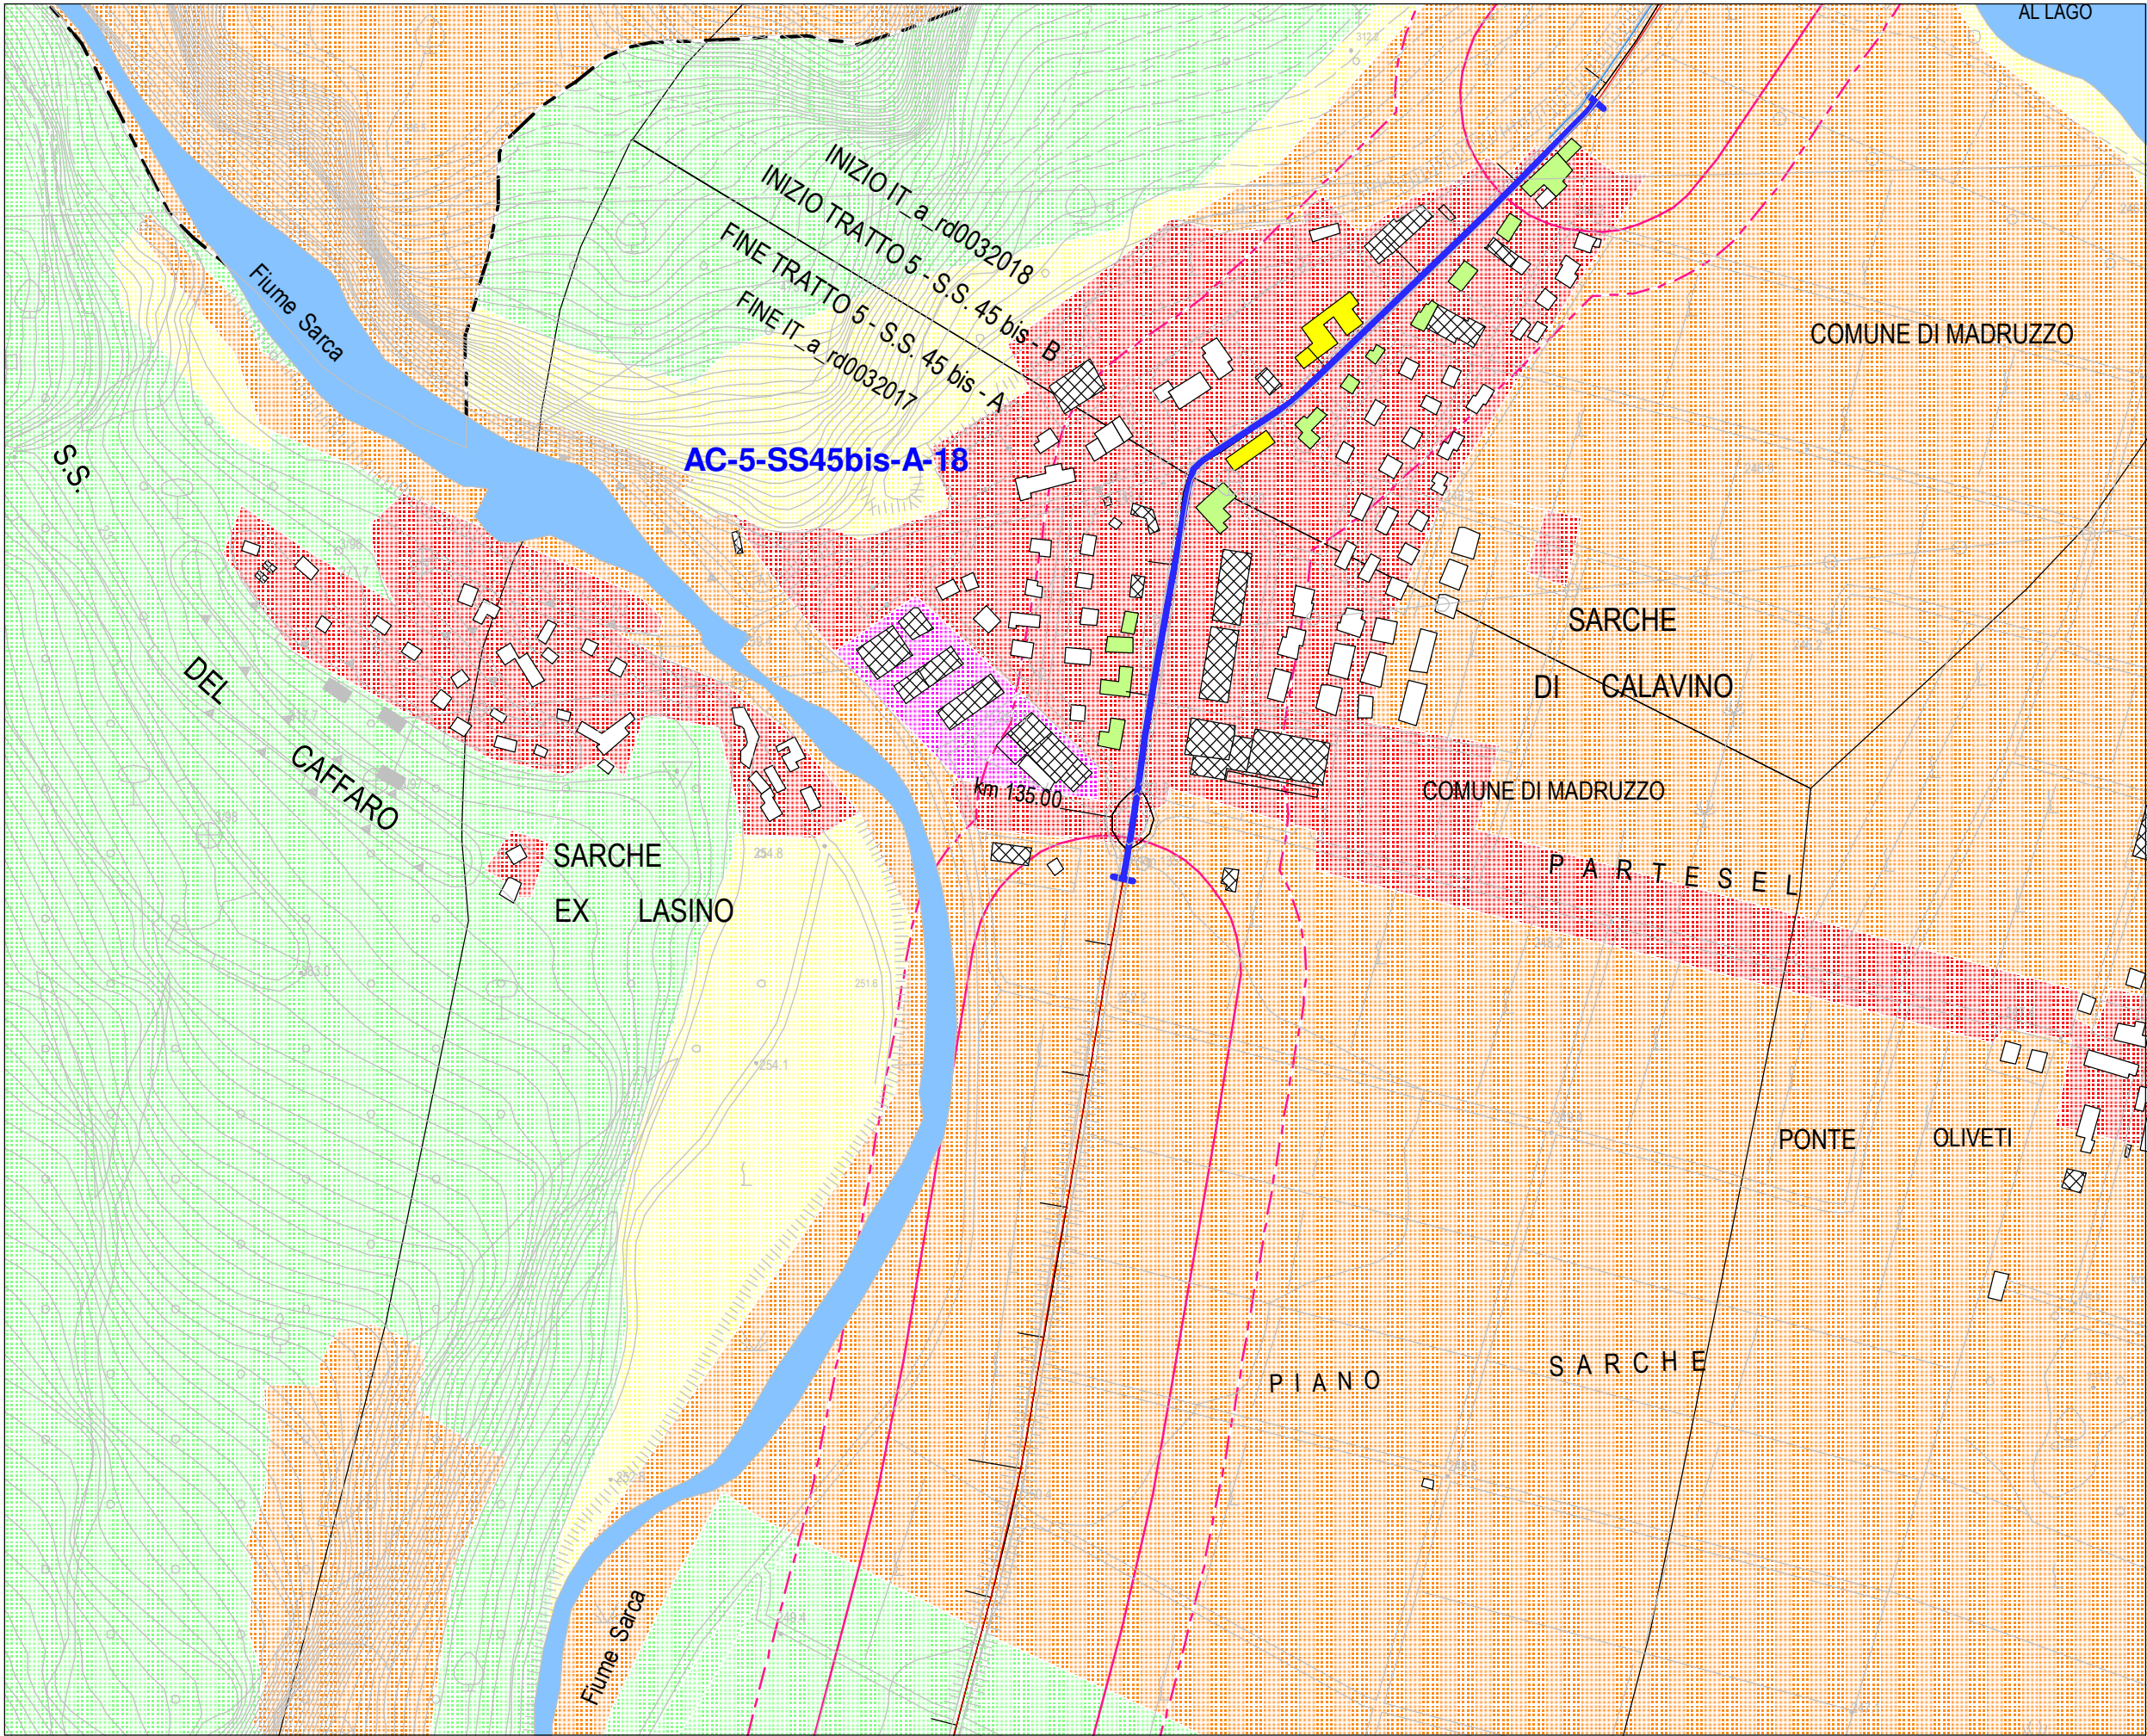 AL LAGO
INIZIO IT_a_rd0032018
INIZIO TRATTO 5 - S.S. 45 bis - B
FINE TRATTO 5 - S.S. 45 bis - A
FINE IT_a_rd0032017
Fiume Sarca
COMUNE DI MADRUZZO
AC-5-SS45bis-A-18
S.S.
DEL
CAFFARO
SARCHE
DI CALAVINO
km 135.00
COMUNE DI MADRUZZO
SARCHE
EX LASINO
PARTESEL
254.8
251.6
254.1
PONTE OLIVETI
PIANO
SARCHE
252.8
Fiume Sarca